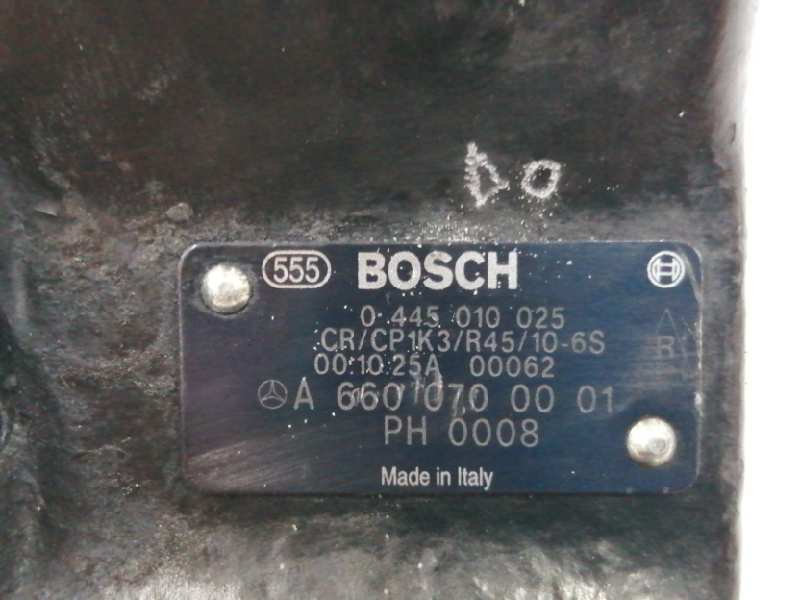 555 BOSCH
0 445 010 025
CR/CP1K3/R45/10-6S
00.10.25A 00062
A 660 070 00 01
PH 0008
Made in Italy